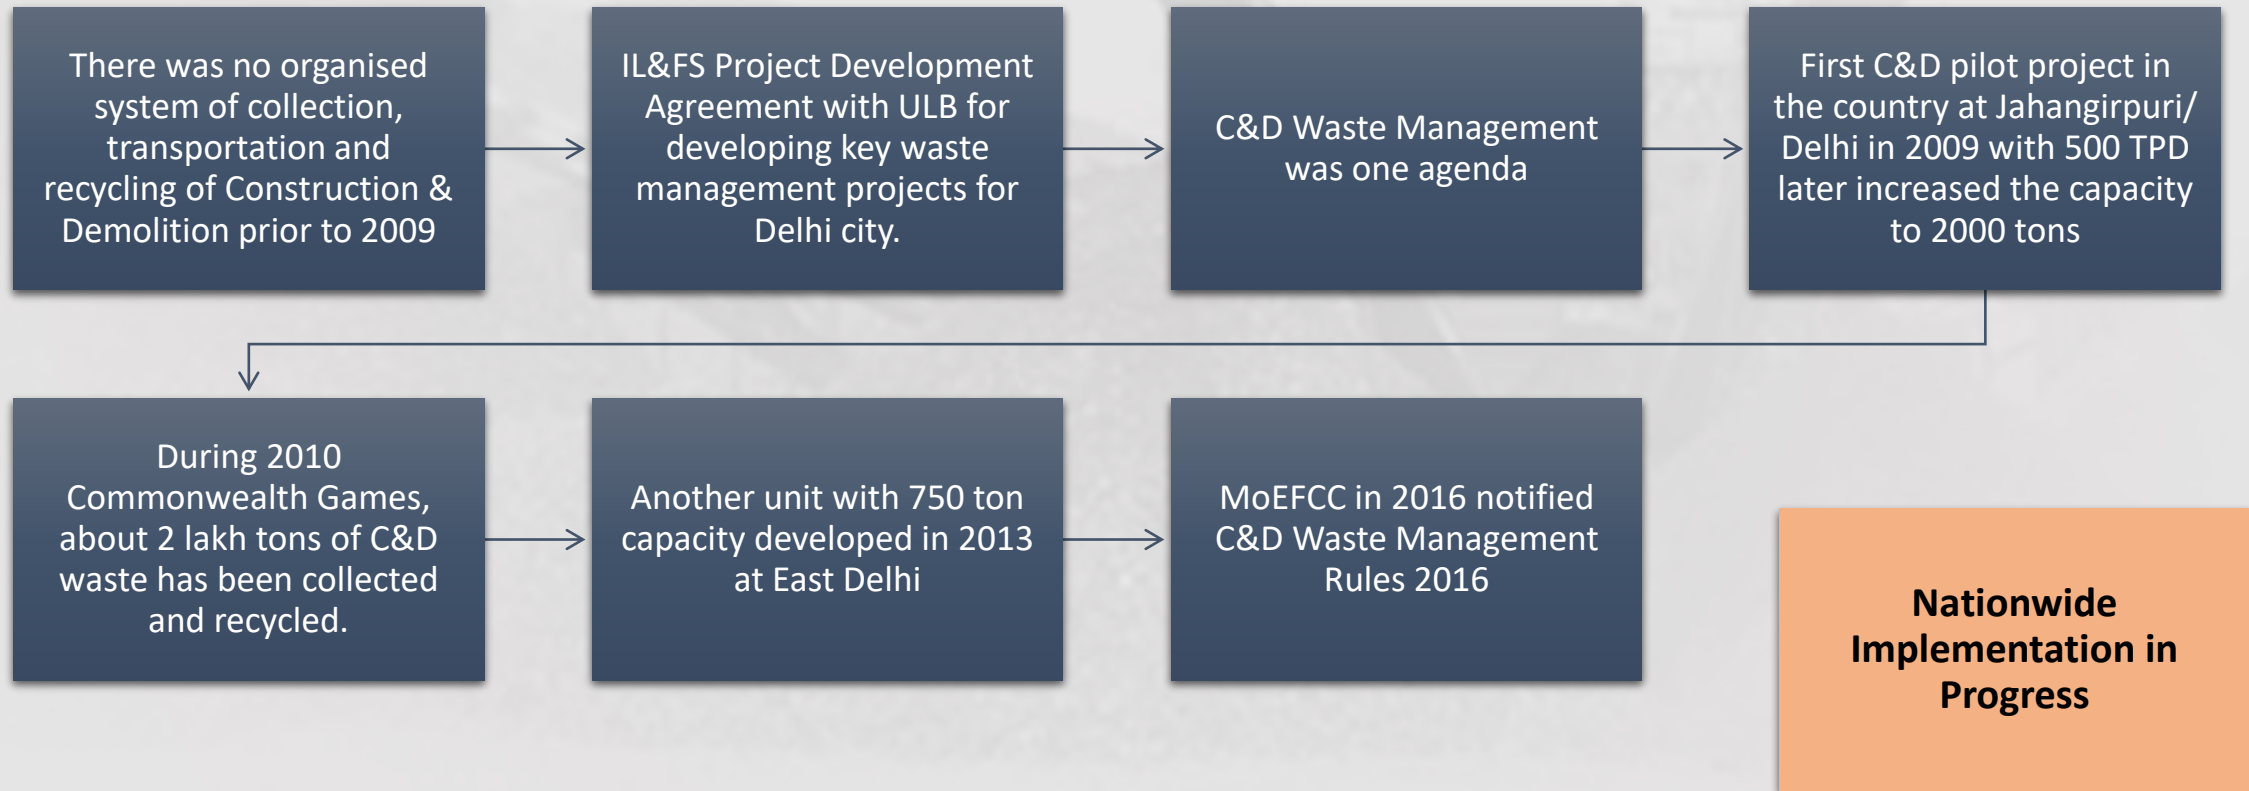 There was no organised
system of collection,
transportation and
recycling of Construction &
Demolition prior to 2009
IL&FS Project Development
Agreement with ULB for
developing key waste
management projects for
Delhi city.
C&D Waste Management
was one agenda
First C&D pilot project in
the country at Jahangirpuri/
Delhi in 2009 with 500 TPD
later increased the capacity
to 2000 tons
During 2010
Commonwealth Games,
about 2 lakh tons of C&D
waste has been collected
and recycled.
Another unit with 750 ton
capacity developed in 2013
at East Delhi
MoEFCC in 2016 notified
C&D Waste Management
Rules 2016
Nationwide
Implementation in
Progress